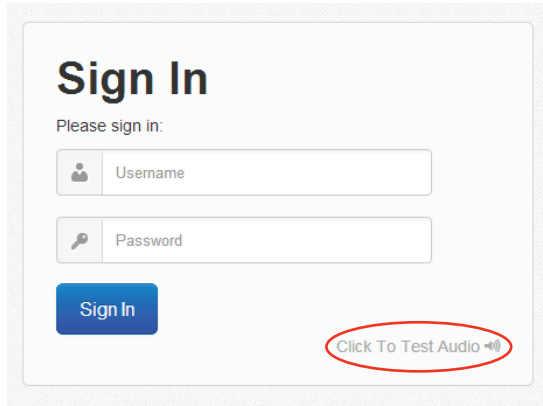 Sign In
Please sign in:
Username
Password
Sign In
Click To Test Audio